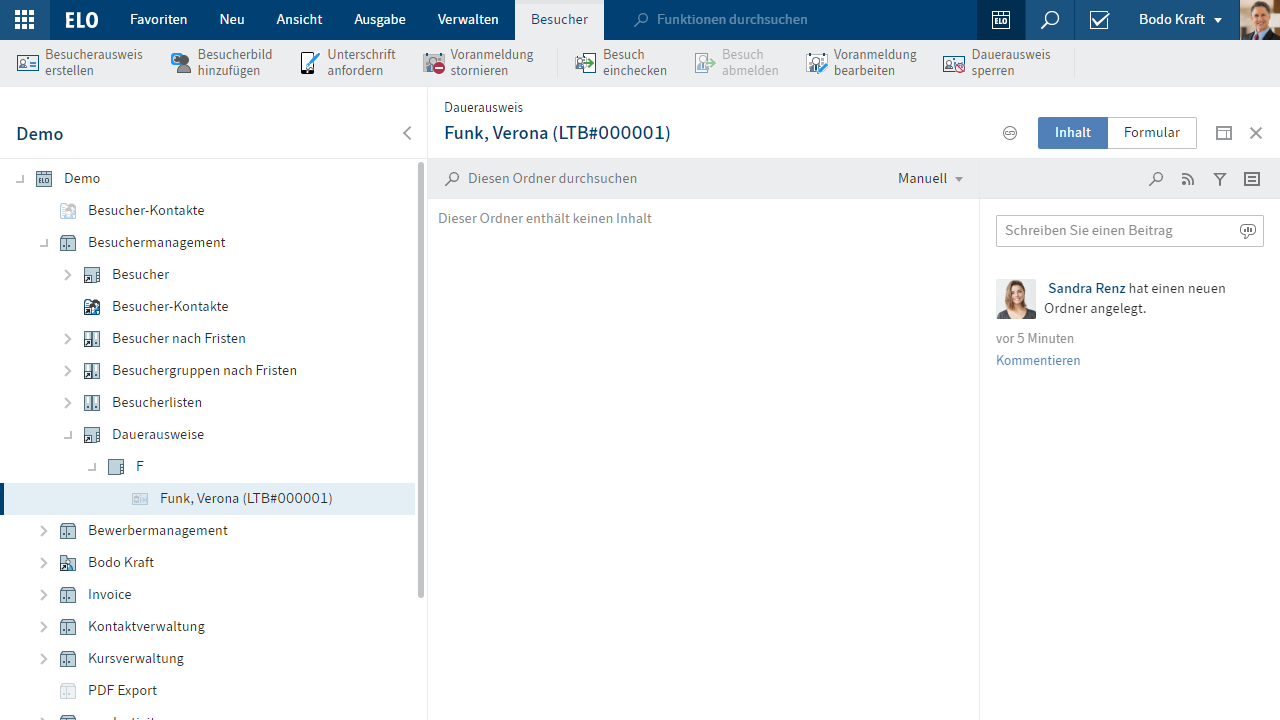 ELO Favoriten Neu Ansicht Ausgabe Verwalten Besucher Funktionen durchsuchen ELO Bodo Kraft
Besucherausweis erstellen
Besucherbild hinzufügen
Unterschrift anfordern
Voranmeldung stornieren
Besuch einchecken
Besuch abmelden
Voranmeldung bearbeiten
Dauerausweis sperren
Demo
Dauerausweis
Funk, Verona (LTB#000001)
Inhalt Formular
Demo
Besucher-Kontakte
Besuchermanagement
Besucher
Besucher-Kontakte
Besucher nach Fristen
Besuchergruppen nach Fristen
Besucherlisten
Dauerausweise
F
Funk, Verona (LTB#000001)
Bewerbermanagement
Bodo Kraft
Invoice
Kontaktverwaltung
Kursverwaltung
PDF Export
Diesen Ordner durchsuchen Manuell
Dieser Ordner enthält keinen Inhalt
Schreiben Sie einen Beitrag
Sandra Renz hat einen neuen
Ordner angelegt.
vor 5 Minuten
Kommentieren